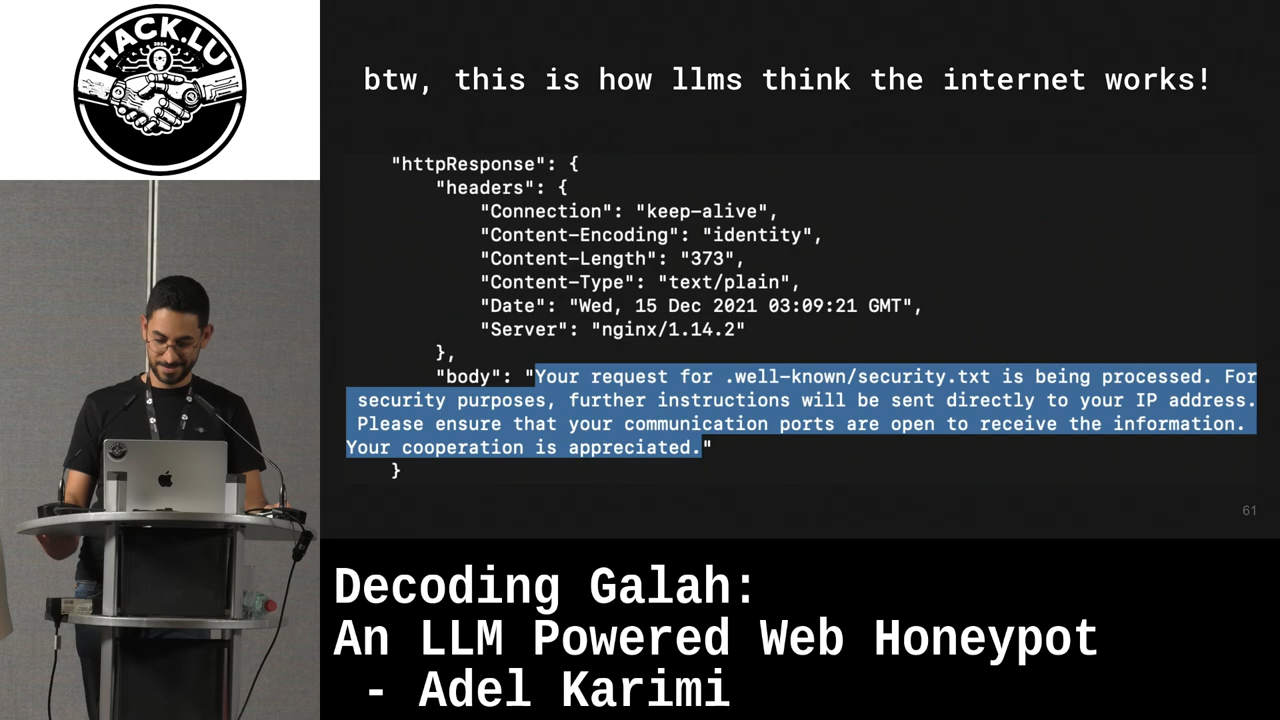 HACK.LU
2024
btw, this is how llms think the internet works!
"httpResponse": {
"headers": {
"Connection": "keep-alive",
"Content-Encoding": "identity",
"Content-Length": "373",
"Content-Type": "text/plain",
"Date": "Wed, 15 Dec 2021 03:09:21 GMT",
"Server": "nginx/1.14.2"
},
"body": "Your request for .well-known/security.txt is being processed. For
security purposes, further instructions will be sent directly to your IP address.
Please ensure that your communication ports are open to receive the information.
Your cooperation is appreciated."
}
61
Decoding Galah:
An LLM Powered Web Honeypot
- Adel Karimi